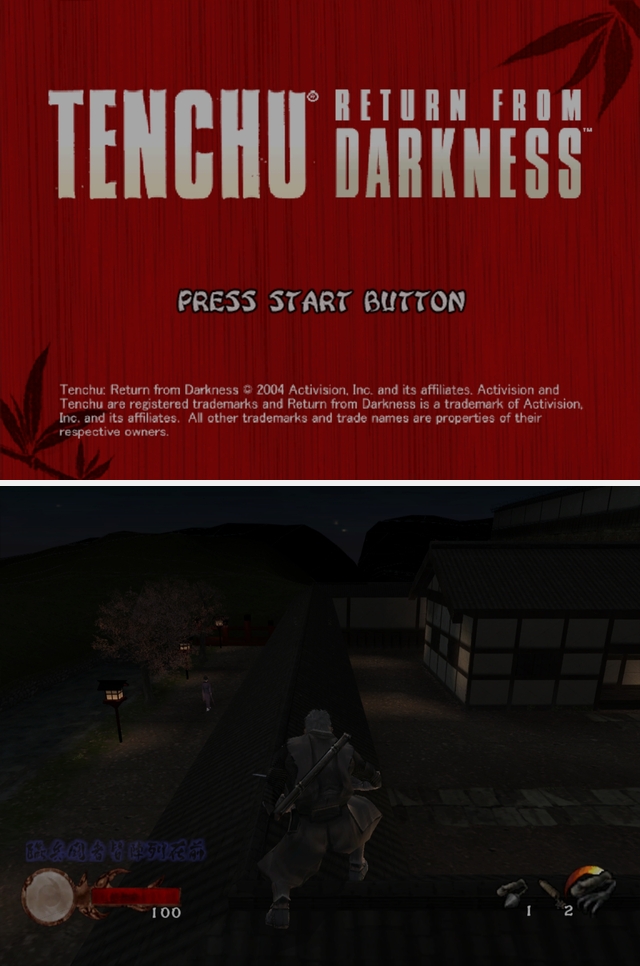 TENCHU® RETURN FROM
DARKNESS™
PRESS START BUTTON
Tenchu: Return from Darkness © 2004 Activision, Inc. and its affiliates. Activision and
Tenchu are registered trademarks and Return from Darkness is a trademark of Activision,
Inc. and its affiliates. All other trademarks and trade names are properties of their
respective owners.
100
1 2